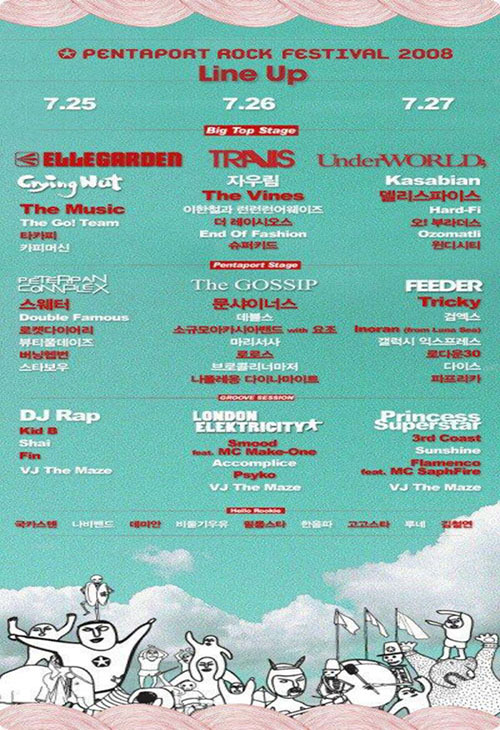 PENTAPORT ROCK FESTIVAL 2008
Line Up
7.25
7.26
7.27
Big Top Stage
ELLEGARDEN
Crying Nut
The Music
The Go! Team
타카피
카피머신
TRAVIS
자우림
The Vines
이한철과 런런런어웨이즈
더 레이시오스
End Of Fashion
슈퍼키드
UnderWORLD
Kasabian
델리스파이스
Hard-Fi
오! 부라더스
Ozomatli
윈디시티
Pentaport Stage
PETERPAN COMPLEX
스웨터
Double Famous
로켓다이어리
뷰티풀데이즈
버닝헵번
스타보우
The GOSSIP
문샤이너스
데블스
소규모아카시아밴드 with 요조
마리서사
로로스
브로콜리너마저
나폴레옹 다이나마이트
FEEDER
Tricky
검엑스
Inoran (from Luna Sea)
갤럭시 익스프레스
로다운30
다이스
파프리카
GROOVE SESSION
DJ Rap
Kid B
Shai
Fin
VJ The Maze
LONDON
ELEKTRICITY
Smood
feat. MC Make-One
Accomplice
Psyko
VJ The Maze
Princess
Superstar
3rd Coast
Sunshine
Flamenco
feat. MC SaphFire
VJ The Maze
Hello Rookie
국카스텐 나비밴드 데미안 비둘기우유 필름스타 한음파 고고스타 루네 김철연